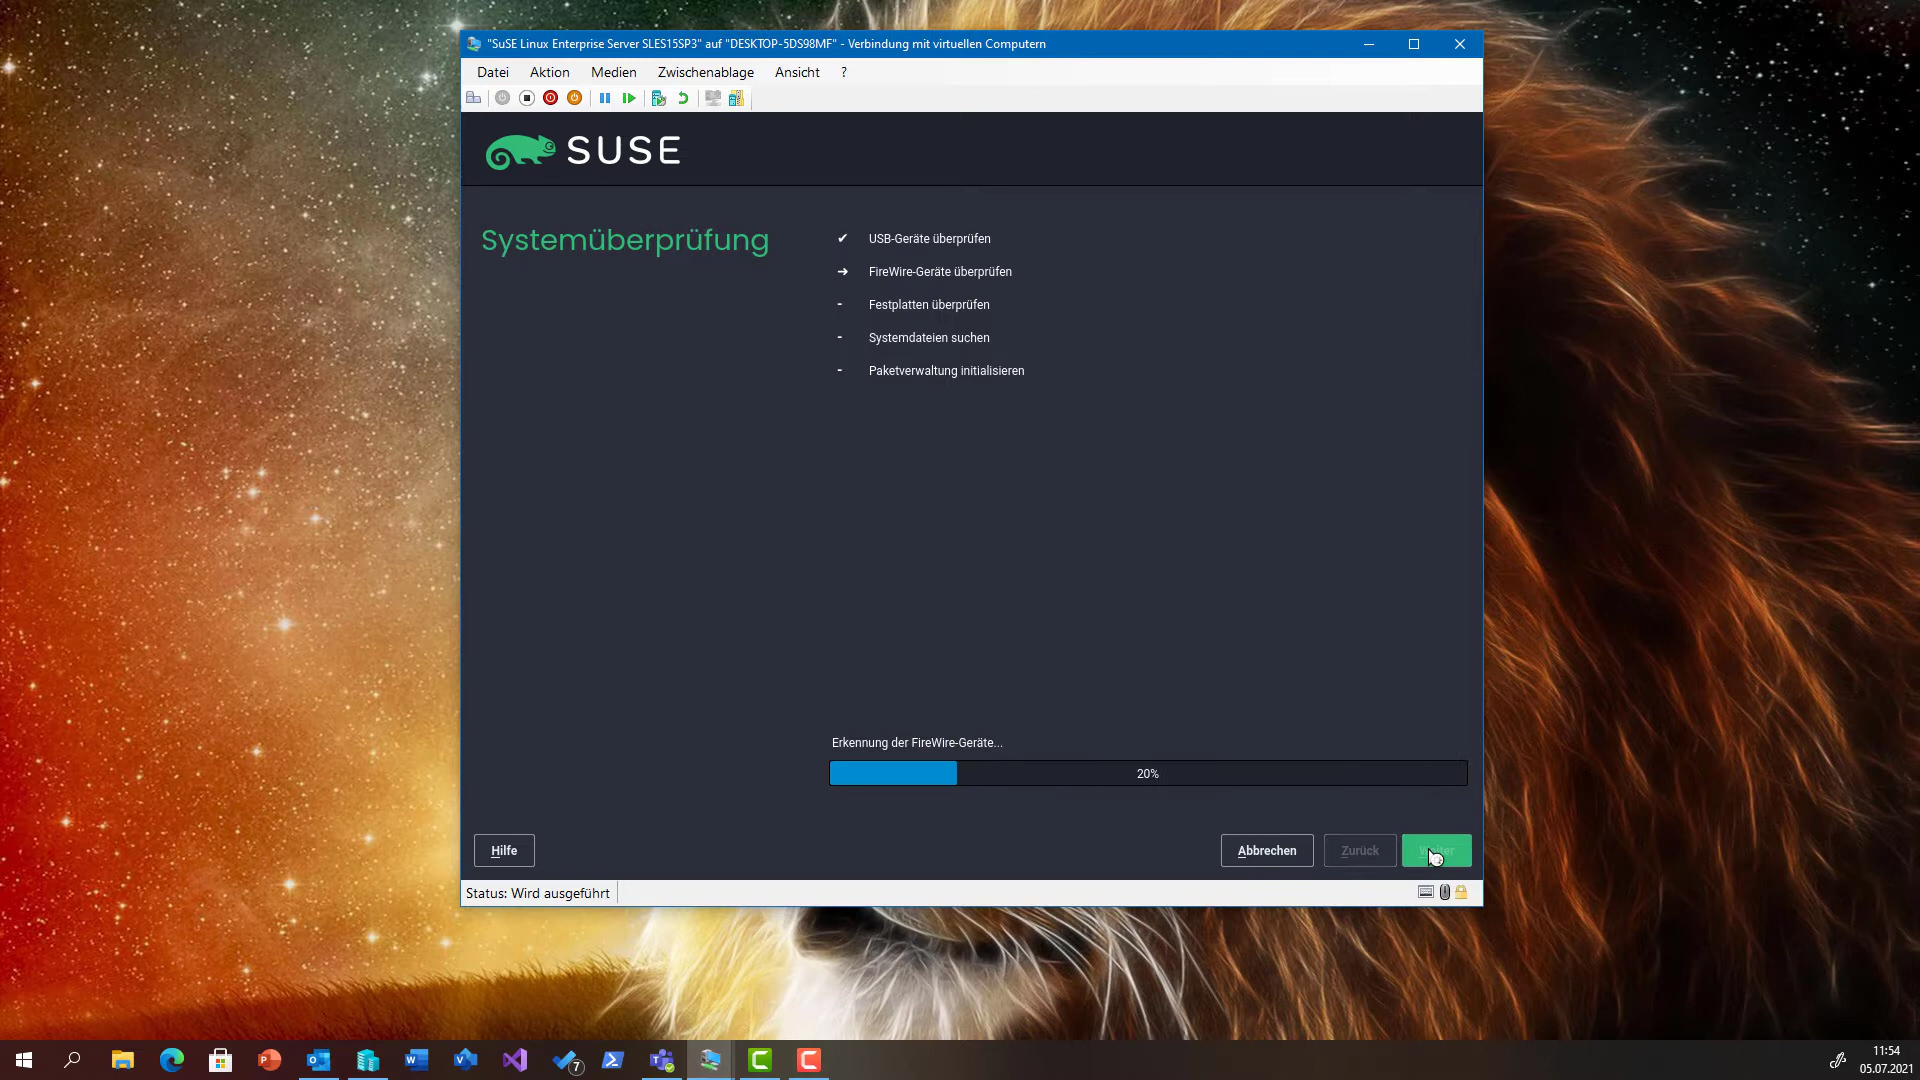 "SuSE Linux Enterprise Server SLES15SP3" auf "DESKTOP-5DS98MF" - Verbindung mit virtuellen Computern
Datei Aktion Medien Zwischenablage Ansicht ?
SUSE
Systemüberprüfung
USB-Geräte überprüfen
FireWire-Geräte überprüfen
- Festplatten überprüfen
- Systemdateien suchen
- Paketverwaltung initialisieren
Erkennung der FireWire-Geräte...
20%
Hilfe Abbrechen Zurück Weiter
Status: Wird ausgeführt
7
11:54
05.07.2021